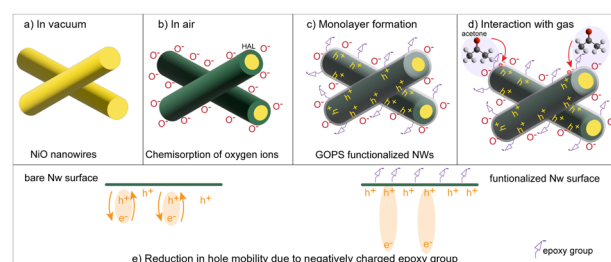 a) In vacuum
NiO nanowires
b) In air
HAL
O⁻ O⁻ O⁻ O⁻ O⁻ O⁻ O⁻ O⁻ O⁻ O⁻ O⁻ O⁻
Chemisorption of oxygen ions
c) Monolayer formation
O⁻ O⁻ O⁻ O⁻ O⁻
h⁺ h⁺ h⁺ h⁺ h⁺ h⁺ h⁺ h⁺
GOPS functionalized NWs
d) Interaction with gas
acetone
O⁻ O⁻ O⁻ O⁻
h⁺ h⁺ h⁺ h⁺ h⁺ h⁺ h⁺ h⁺
bare Nw surface
h⁺ h⁺ h⁺ h⁺
e⁻ e⁻
h⁺ h⁺ h⁺ h⁺ h⁺
e⁻ e⁻
funtionalized Nw surface
e) Reduction in hole mobility due to negatively charged epoxy group
epoxy group